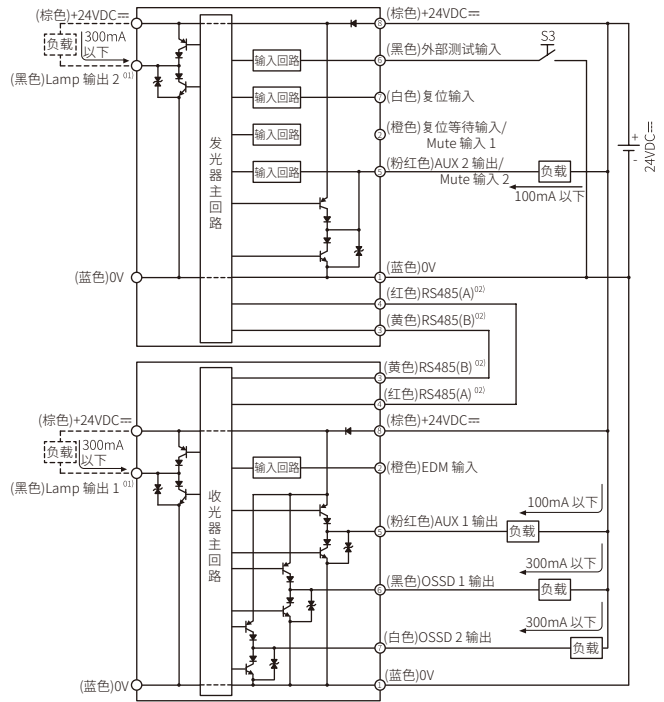 (棕色)+24VDC⎓
负载
300mA
以下
(黑色)Lamp 输出 2 01)
(蓝色)0V
发光器主回路
输入回路
输入回路
输入回路
输入回路
⑧ (棕色)+24VDC⎓
⑥ (黑色)外部测试输入
S3
⑦ (白色)复位输入
② (橙色)复位等待输入/
Mute 输入 1
⑤ (粉红色)AUX 2 输出/
Mute 输入 2
负载
100mA 以下
+
-
24VDC⎓
① (蓝色)0V
④ (红色)RS485(A)02)
③ (黄色)RS485(B)02)
③ (黄色)RS485(B) 02)
④ (红色)RS485(A) 02)
(棕色)+24VDC⎓
负载
300mA
以下
(黑色)Lamp 输出 1 01)
(蓝色)0V
收光器主回路
输入回路
⑧ (棕色)+24VDC⎓
② (橙色)EDM 输入
100mA 以下
⑤ (粉红色)AUX 1 输出
负载
300mA 以下
⑥ (黑色)OSSD 1 输出
负载
300mA 以下
⑦ (白色)OSSD 2 输出
负载
① (蓝色)0V